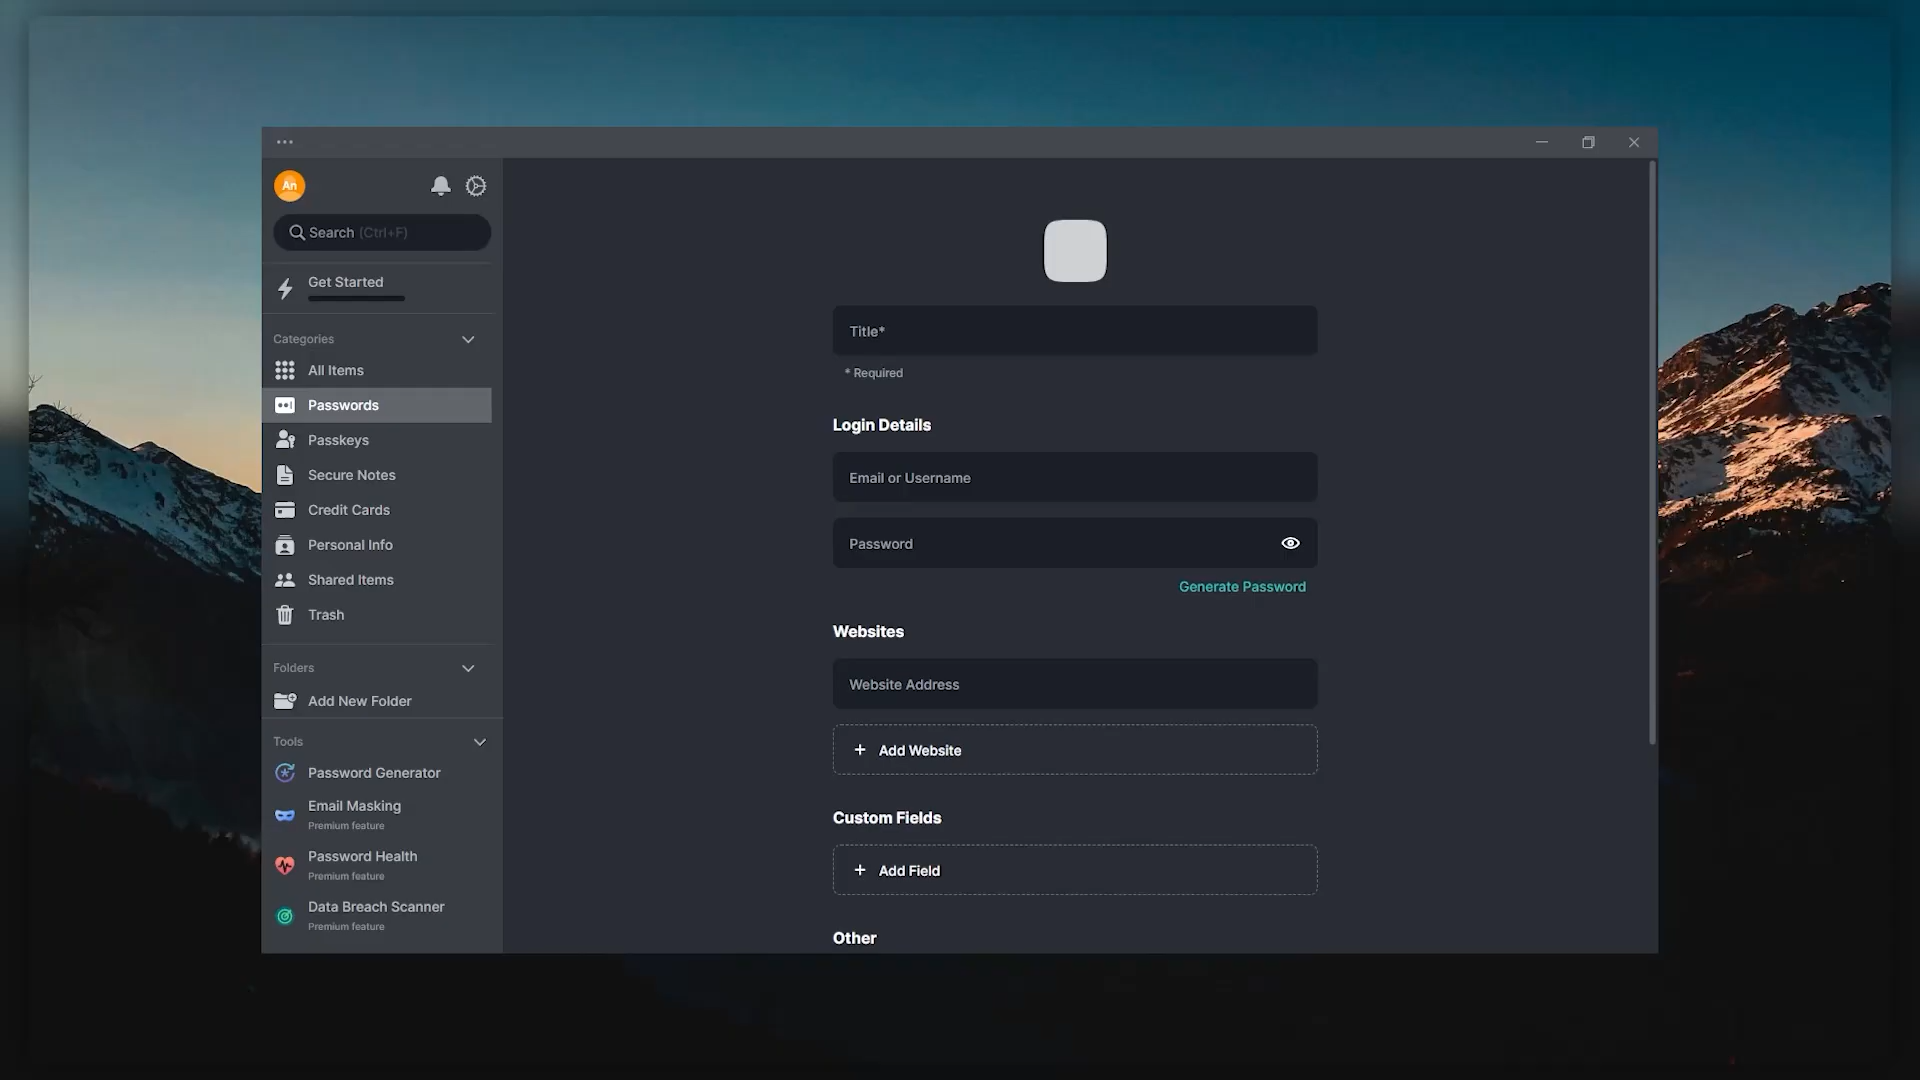 An
Search (Ctrl+F)
Get Started
Categories
All Items
Passwords
Passkeys
Secure Notes
Credit Cards
Personal Info
Shared Items
Trash
Folders
Add New Folder
Tools
Password Generator
Email Masking
Premium feature
Password Health
Premium feature
Data Breach Scanner
Premium feature
Title*
* Required
Login Details
Email or Username
Password
Generate Password
Websites
Website Address
+ Add Website
Custom Fields
+ Add Field
Other